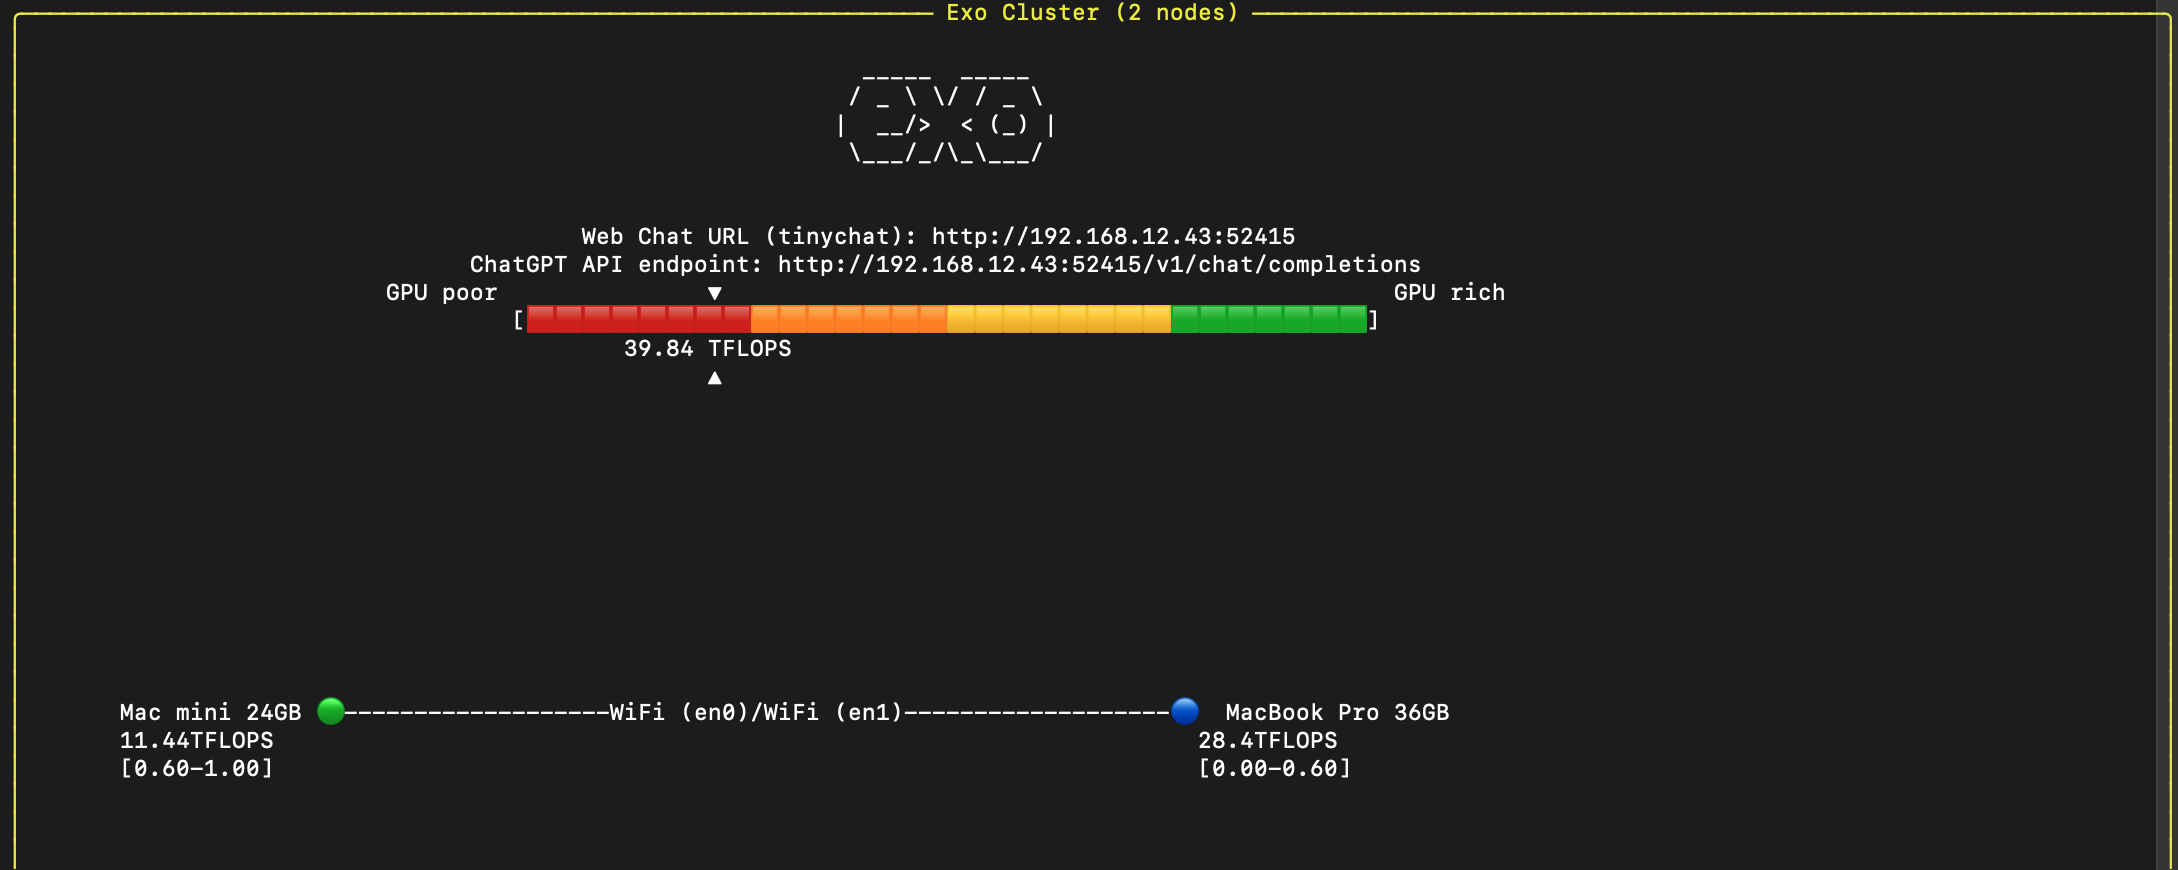 Exo Cluster (2 nodes)
  _____  _____
 / _ \ \/ / _ \
|  __/>  < (_) |
 \___/_/\_\___/
Web Chat URL (tinychat): http://192.168.12.43:52415
ChatGPT API endpoint: http://192.168.12.43:52415/v1/chat/completions
GPU poor ▼ GPU rich
[ ]
39.84 TFLOPS
▲
Mac mini 24GB WiFi (en0)/WiFi (en1) MacBook Pro 36GB
11.44TFLOPS 28.4TFLOPS
[0.60-1.00] [0.00-0.60]